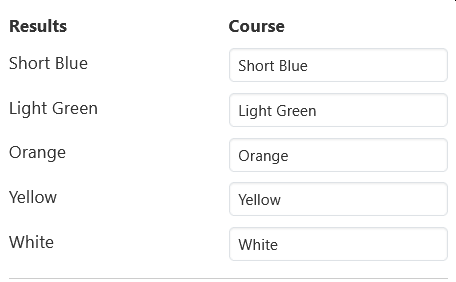 Results Course
Short Blue Short Blue
Light Green Light Green
Orange Orange
Yellow Yellow
White White